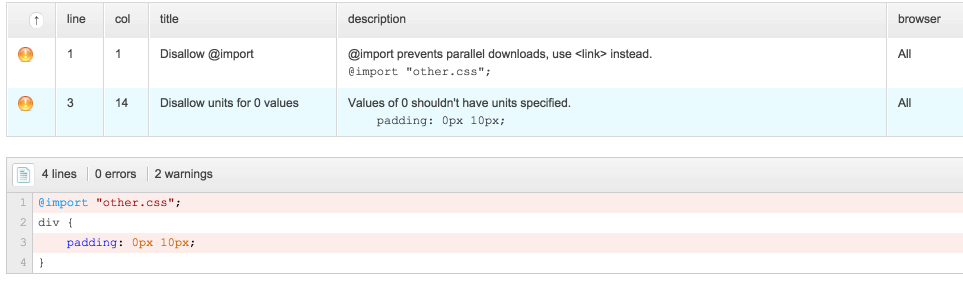 ↑ line col title description browser
1 1 Disallow @import @import prevents parallel downloads, use <link> instead. All
@import "other.css";
3 14 Disallow units for 0 values Values of 0 shouldn't have units specified. All
padding: 0px 10px;
4 lines 0 errors 2 warnings
1 @import "other.css";
2 div {
3 padding: 0px 10px;
4 }